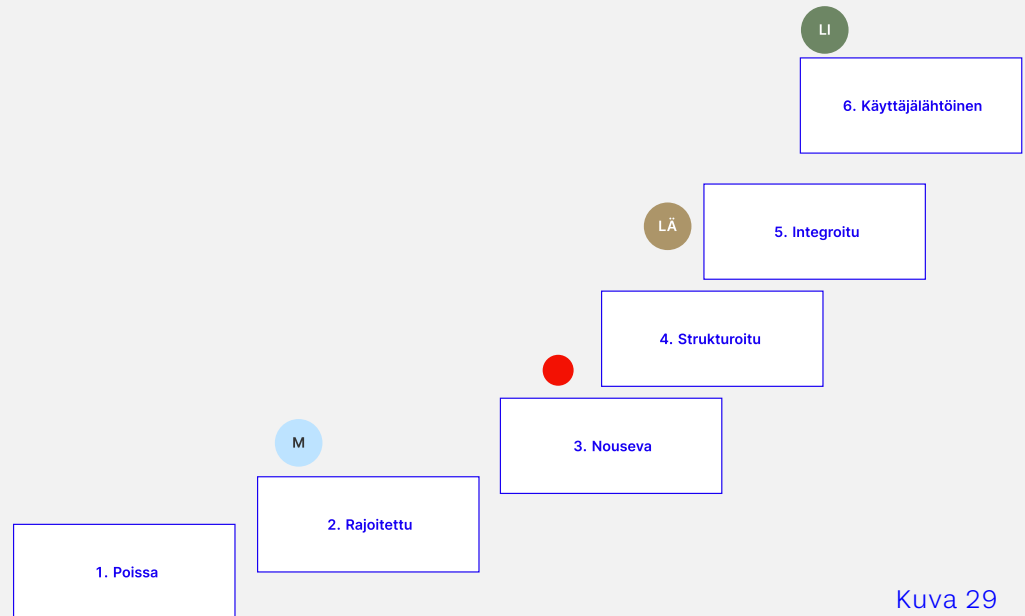 LI
6. Käyttäjälähtöinen
LÄ
5. Integroitu
4. Strukturoitu
M
3. Nouseva
2. Rajoitettu
1. Poissa
Kuva 29